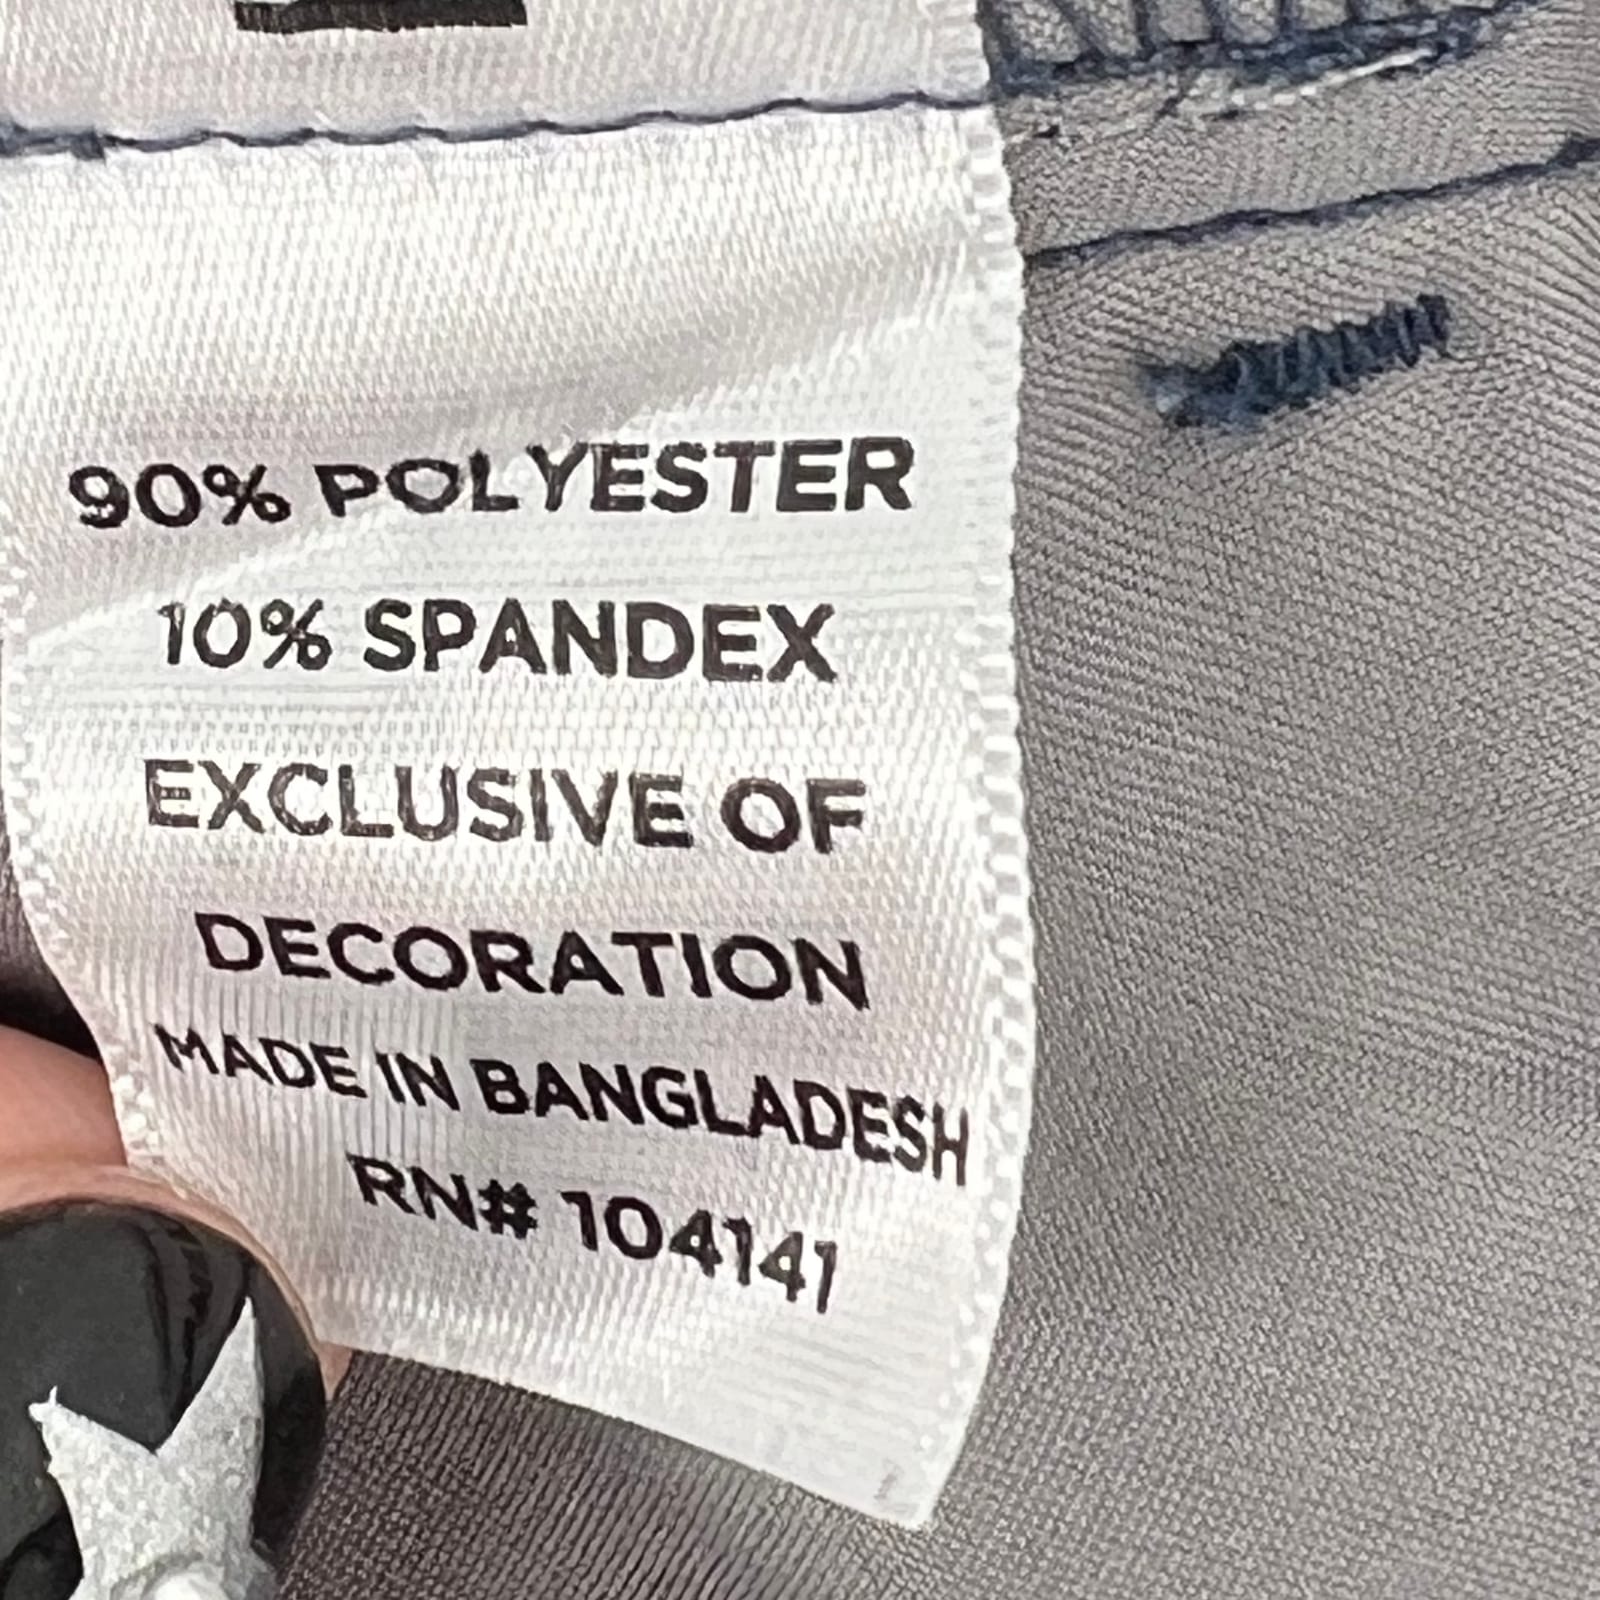 90% POLYESTER
10% SPANDEX
EXCLUSIVE OF
DECORATION
MADE IN BANGLADESH
RN# 104141